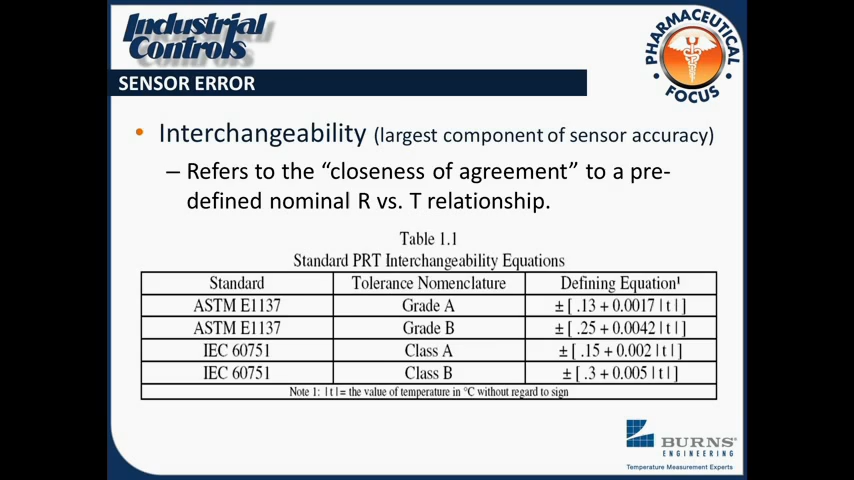 Industrial
Controls
PHARMACEUTICAL
FOCUS
SENSOR ERROR
• Interchangeability (largest component of sensor accuracy)
– Refers to the “closeness of agreement” to a pre-
defined nominal R vs. T relationship.
Table 1.1
Standard PRT Interchangeability Equations
Standard Tolerance Nomenclature Defining Equation¹
ASTM E1137 Grade A ± [ .13 + 0.0017 | t | ]
ASTM E1137 Grade B ± [ .25 + 0.0042 | t | ]
IEC 60751 Class A ± [ .15 + 0.002 | t | ]
IEC 60751 Class B ± [ .3 + 0.005 | t | ]
Note 1: | t | = the value of temperature in °C without regard to sign
BURNS®
ENGINEERING
Temperature Measurement Experts